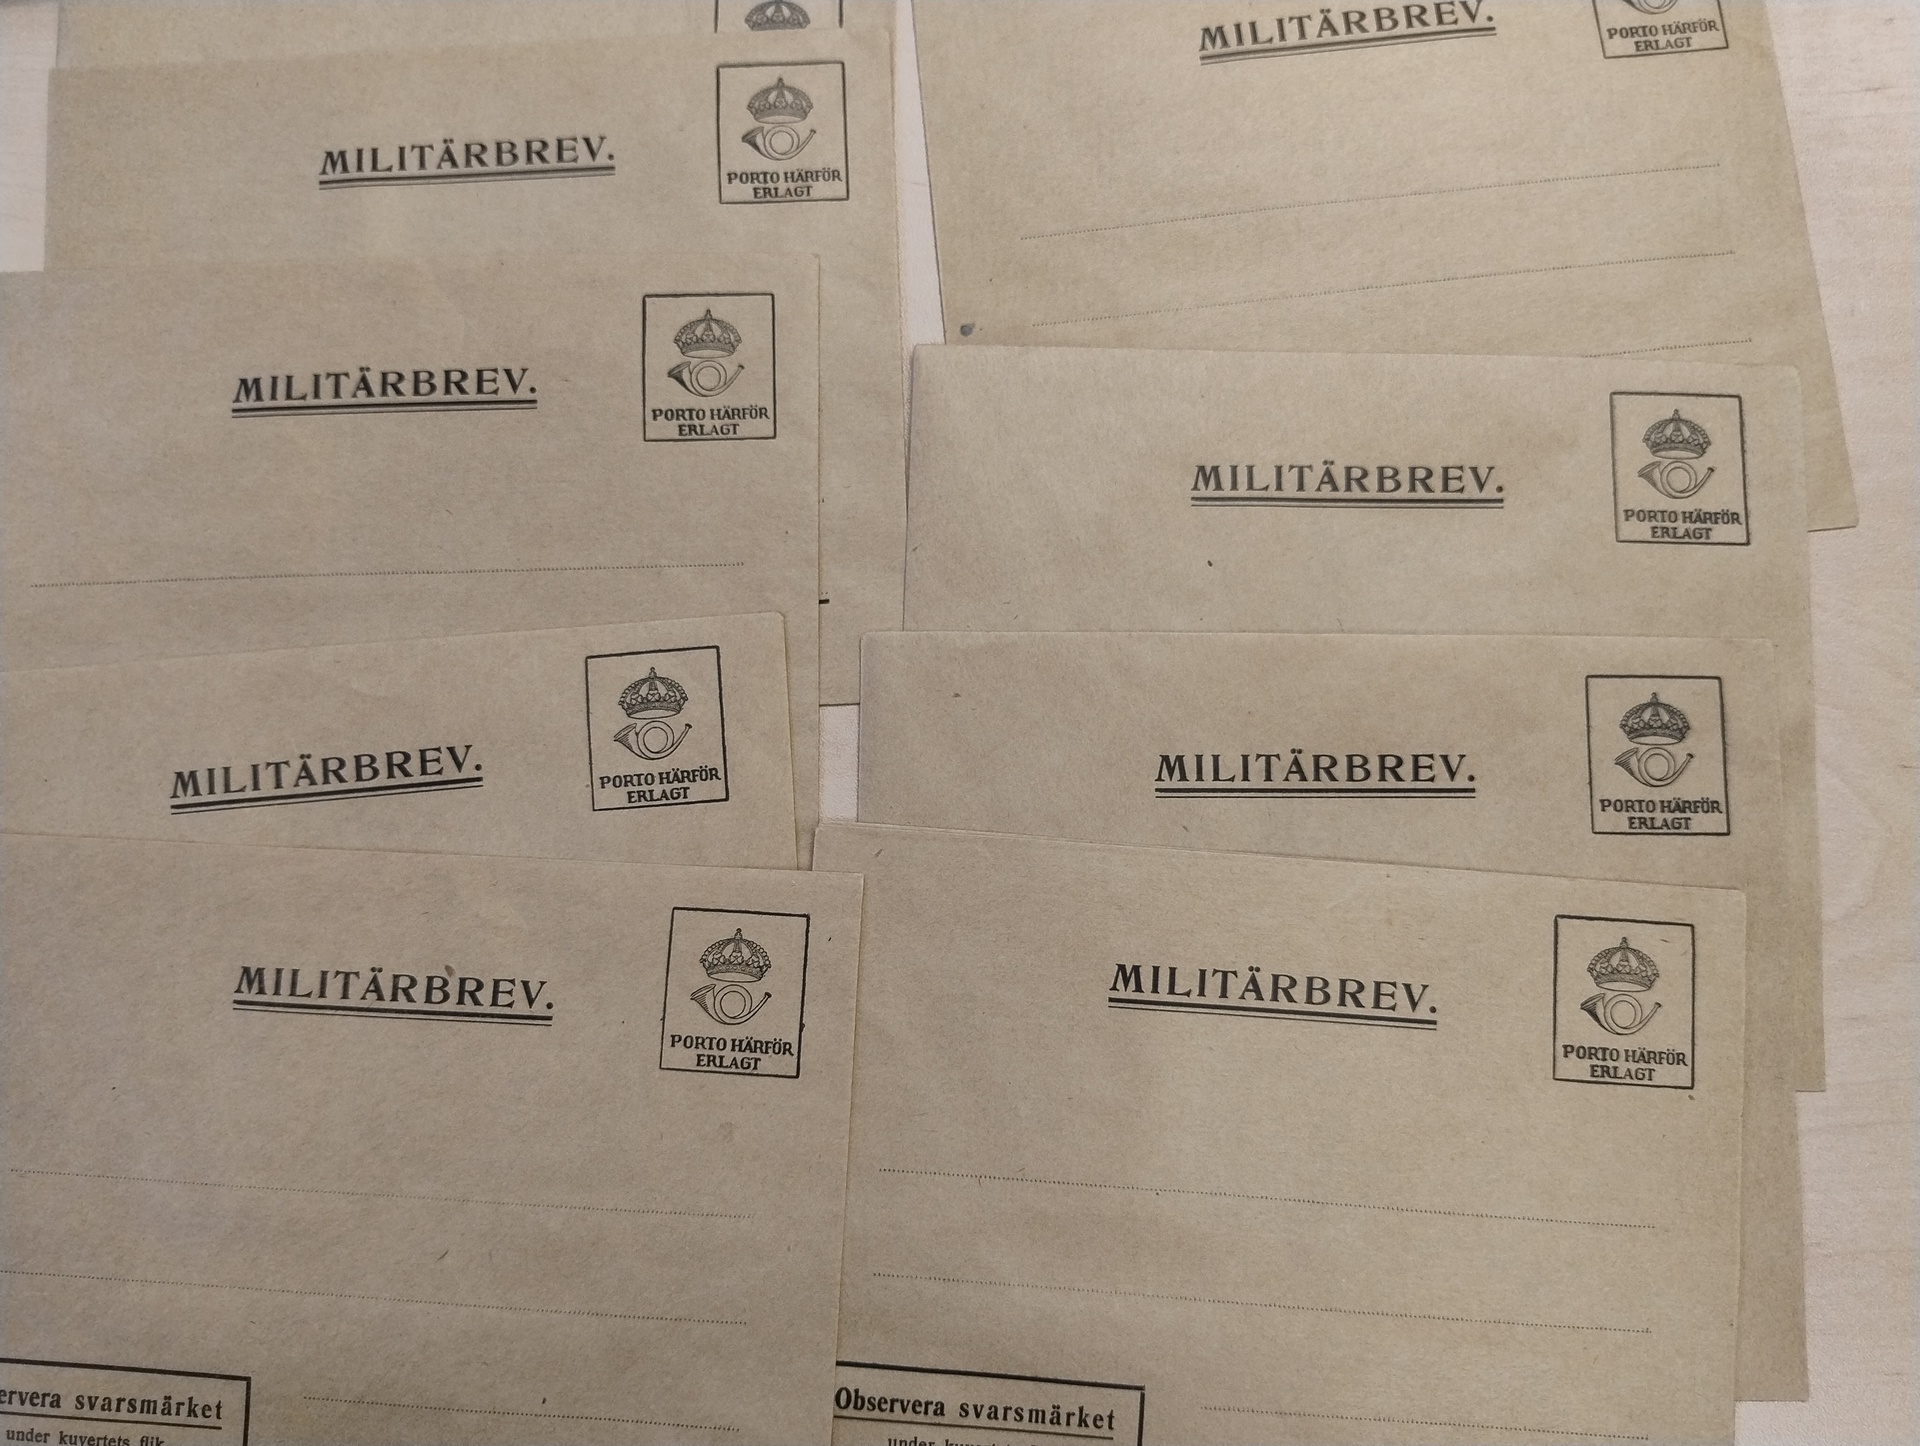 MILITÄRBREV.
PORTO HÄRFÖR
ERLAGT
MILITÄRBREV.
PORTO HÄRFÖR
ERLAGT
MILITÄRBREV.
PORTO HÄRFÖR
ERLAGT
MILITÄRBREV.
PORTO HÄRFÖR
ERLAGT
Observera svarsmärket
MILITÄRBREV.
PORTO HÄRFÖR
ERLAGT
MILITÄRBREV.
PORTO HÄRFÖR
ERLAGT
MILITÄRBREV.
PORTO HÄRFÖR
ERLAGT
MILITÄRBREV.
PORTO HÄRFÖR
ERLAGT
svarsmärket
under kuvertets flik